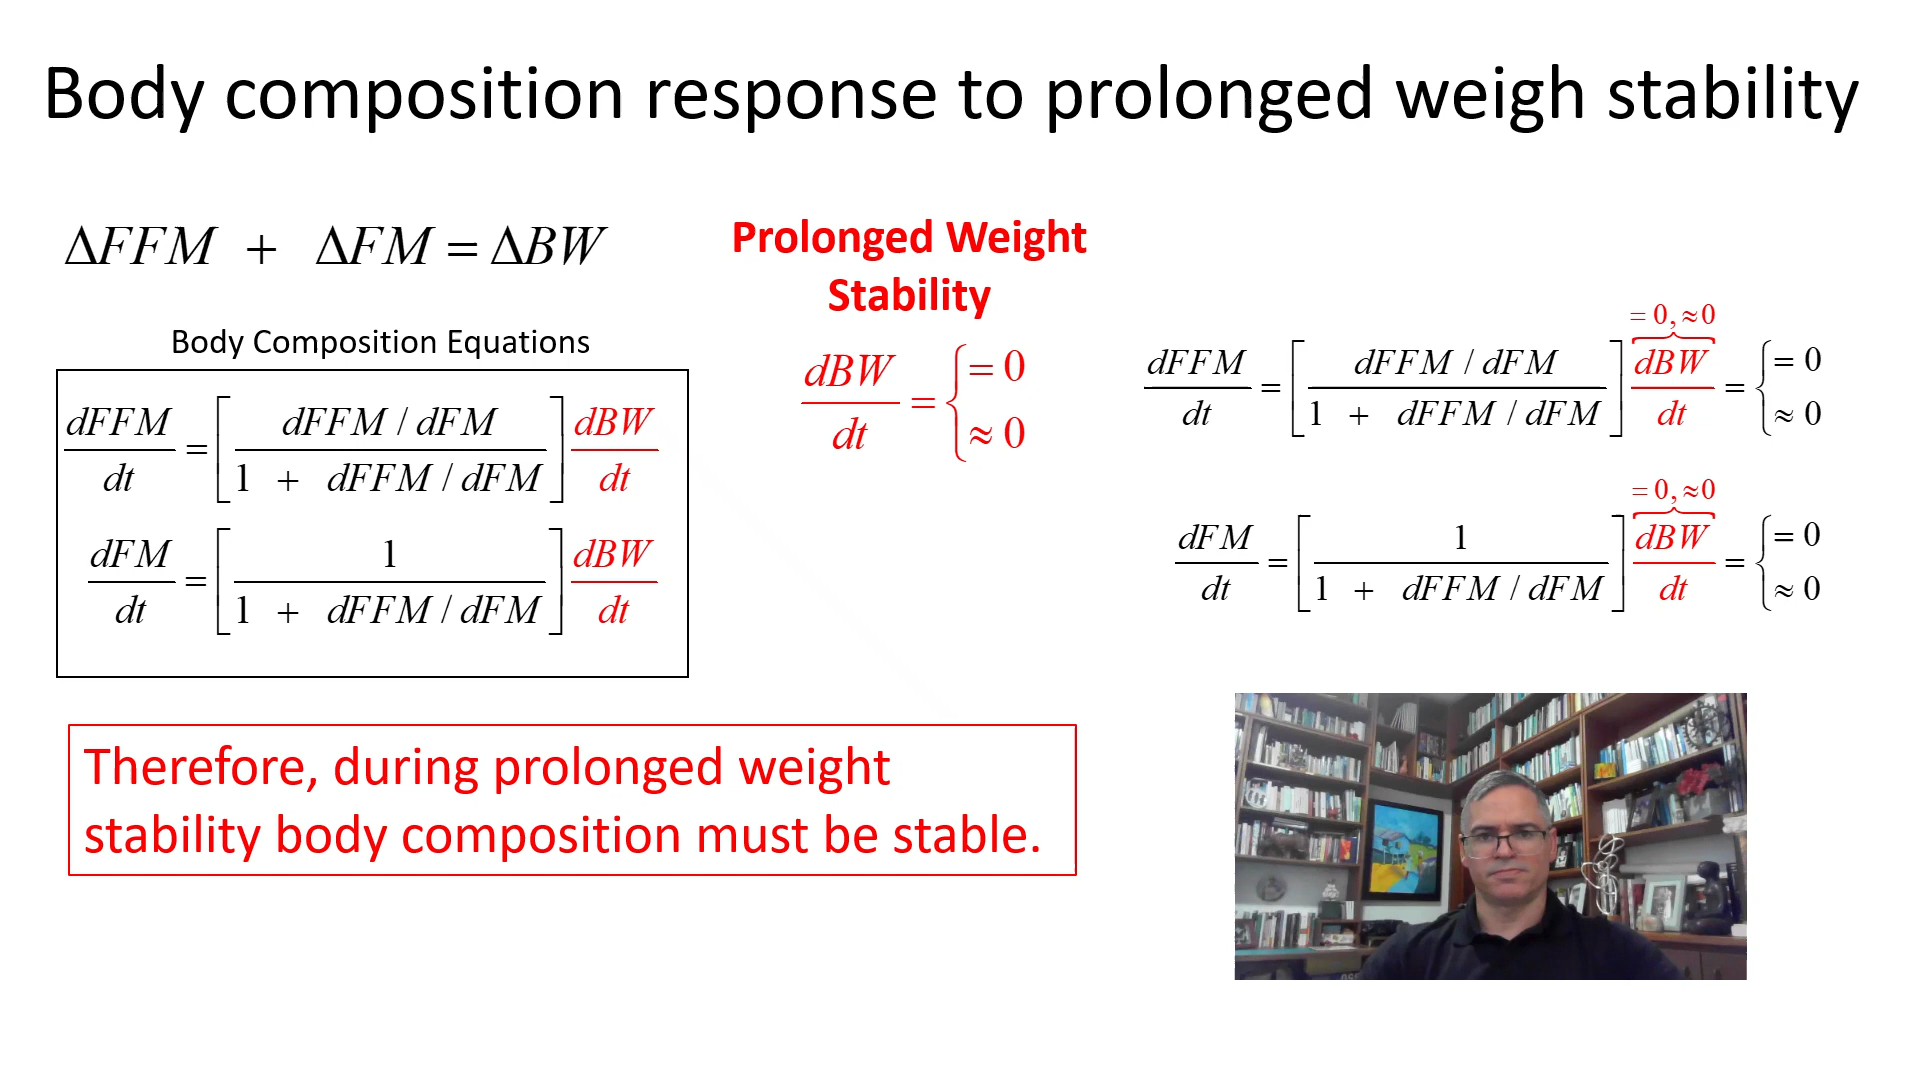 Body composition response to prolonged weigh stability
ΔFFM + ΔFM = ΔBW
Body Composition Equations
dFFM/dt = [ (dFFM / dFM) / (1 + dFFM / dFM) ] dBW/dt
dFM/dt = [ 1 / (1 + dFFM / dFM) ] dBW/dt
Prolonged Weight
Stability
dBW/dt = { = 0
≈ 0
= 0, ≈ 0
dFFM/dt = [ (dFFM / dFM) / (1 + dFFM / dFM) ] dBW/dt = { = 0
≈ 0
= 0, ≈ 0
dFM/dt = [ 1 / (1 + dFFM / dFM) ] dBW/dt = { = 0
≈ 0
Therefore, during prolonged weight
stability body composition must be stable.